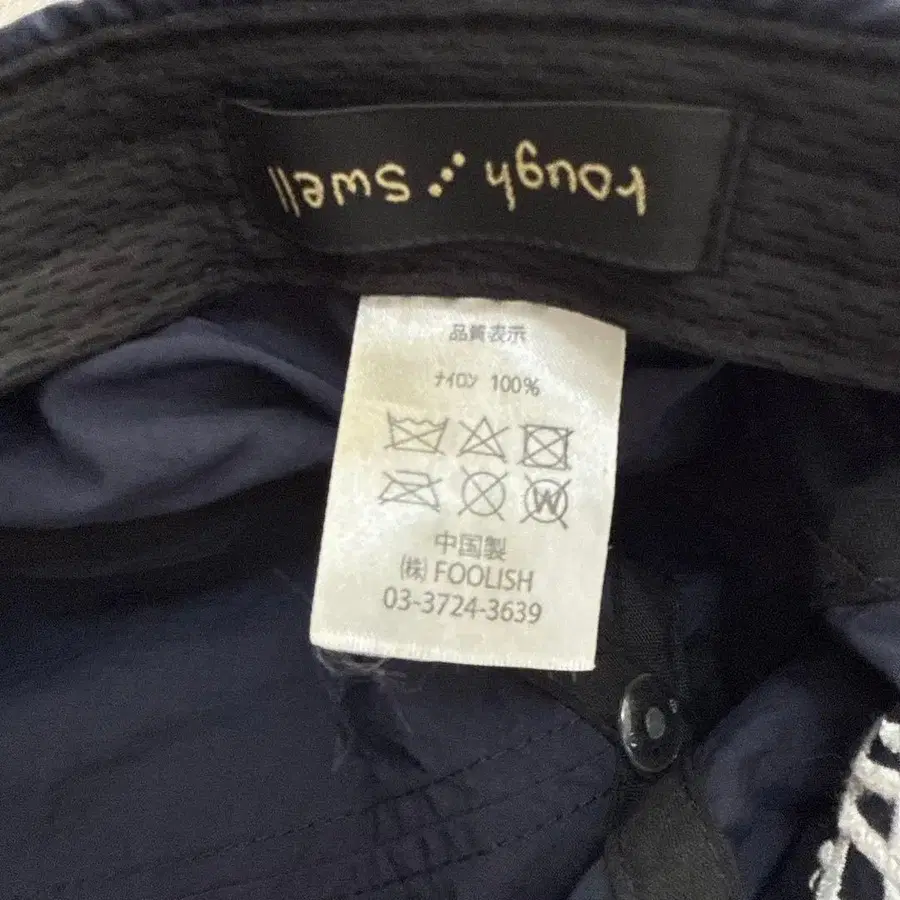 rough∴swell
品質表示
ナイロン 100%
W
中国製
(株) FOOLISH
03-3724-3639